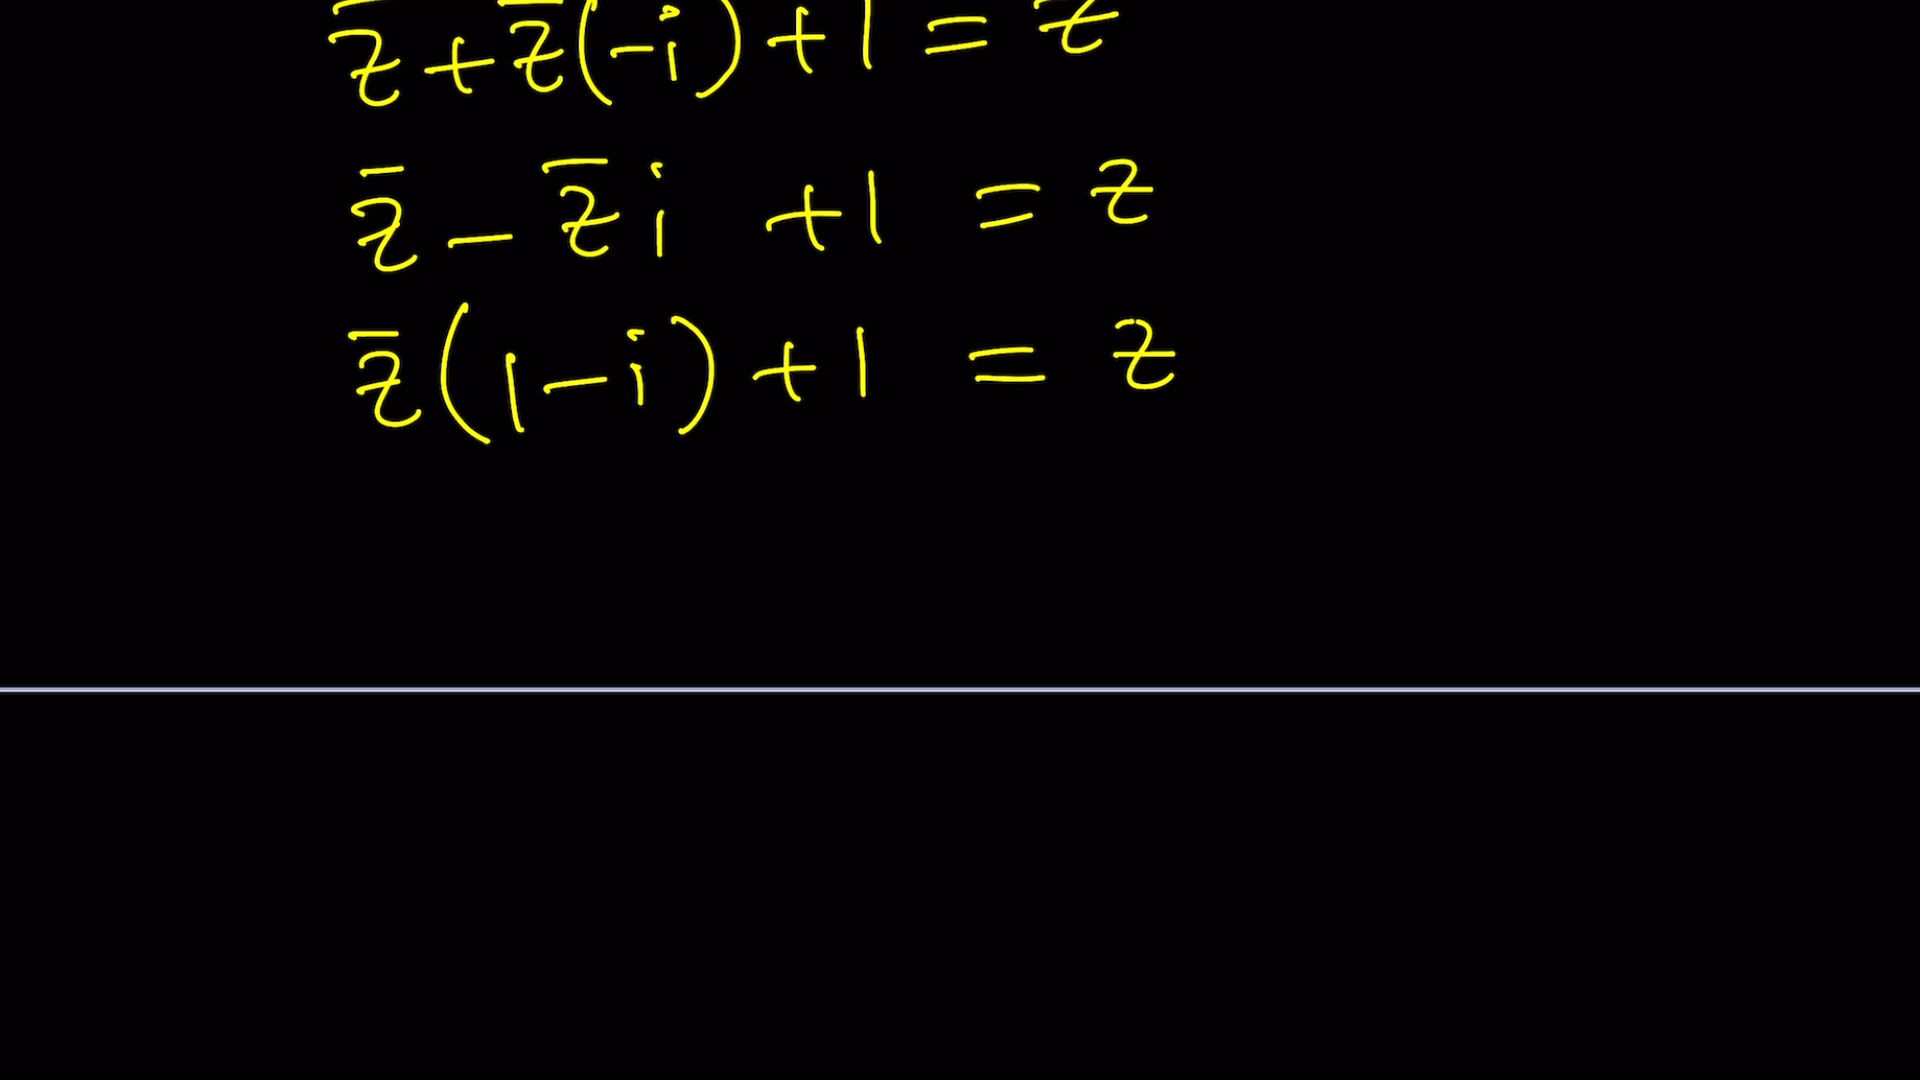 z̅ + z̅(-i) + 1 = z
z̅ - z̅ i + 1 = z
z̅(1-i) + 1 = z